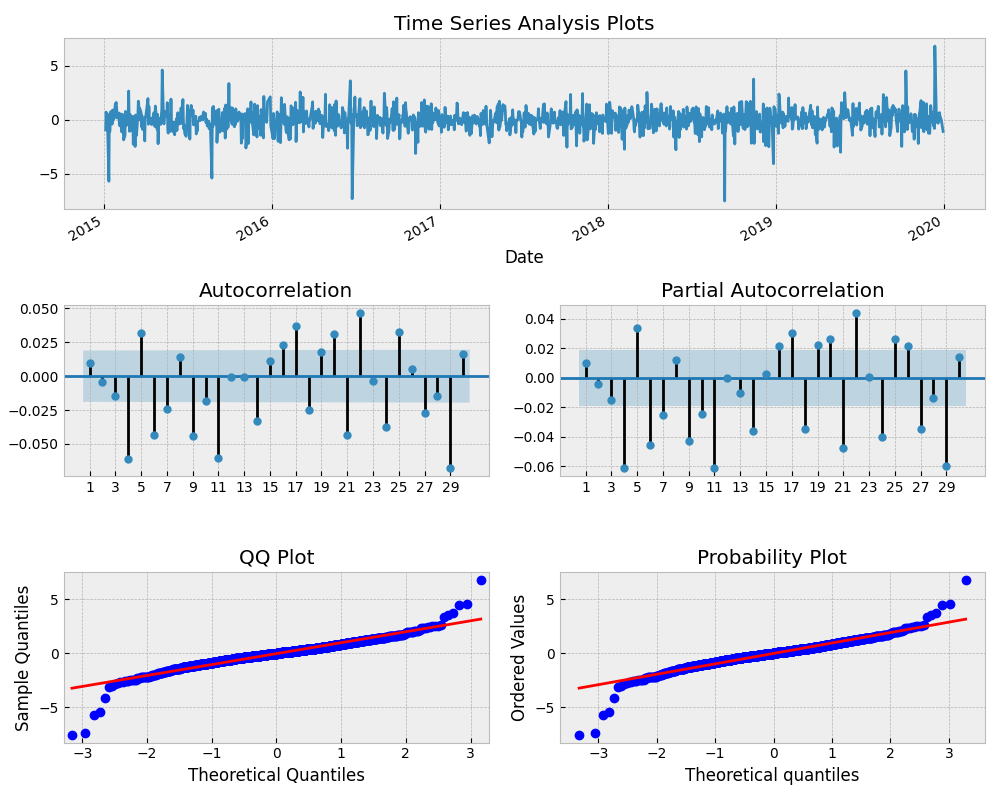 Time Series Analysis Plots
5
0
−5
2015 2016 2017 2018 2019 2020
Date
Autocorrelation
0.050
0.025
0.000
−0.025
−0.050
1 3 5 7 9 11 13 15 17 19 21 23 25 27 29
Partial Autocorrelation
0.04
0.02
0.00
−0.02
−0.04
−0.06
1 3 5 7 9 11 13 15 17 19 21 23 25 27 29
QQ Plot
Sample Quantiles
5
0
−5
−3 −2 −1 0 1 2 3
Theoretical Quantiles
Probability Plot
Ordered Values
5
0
−5
−3 −2 −1 0 1 2 3
Theoretical quantiles